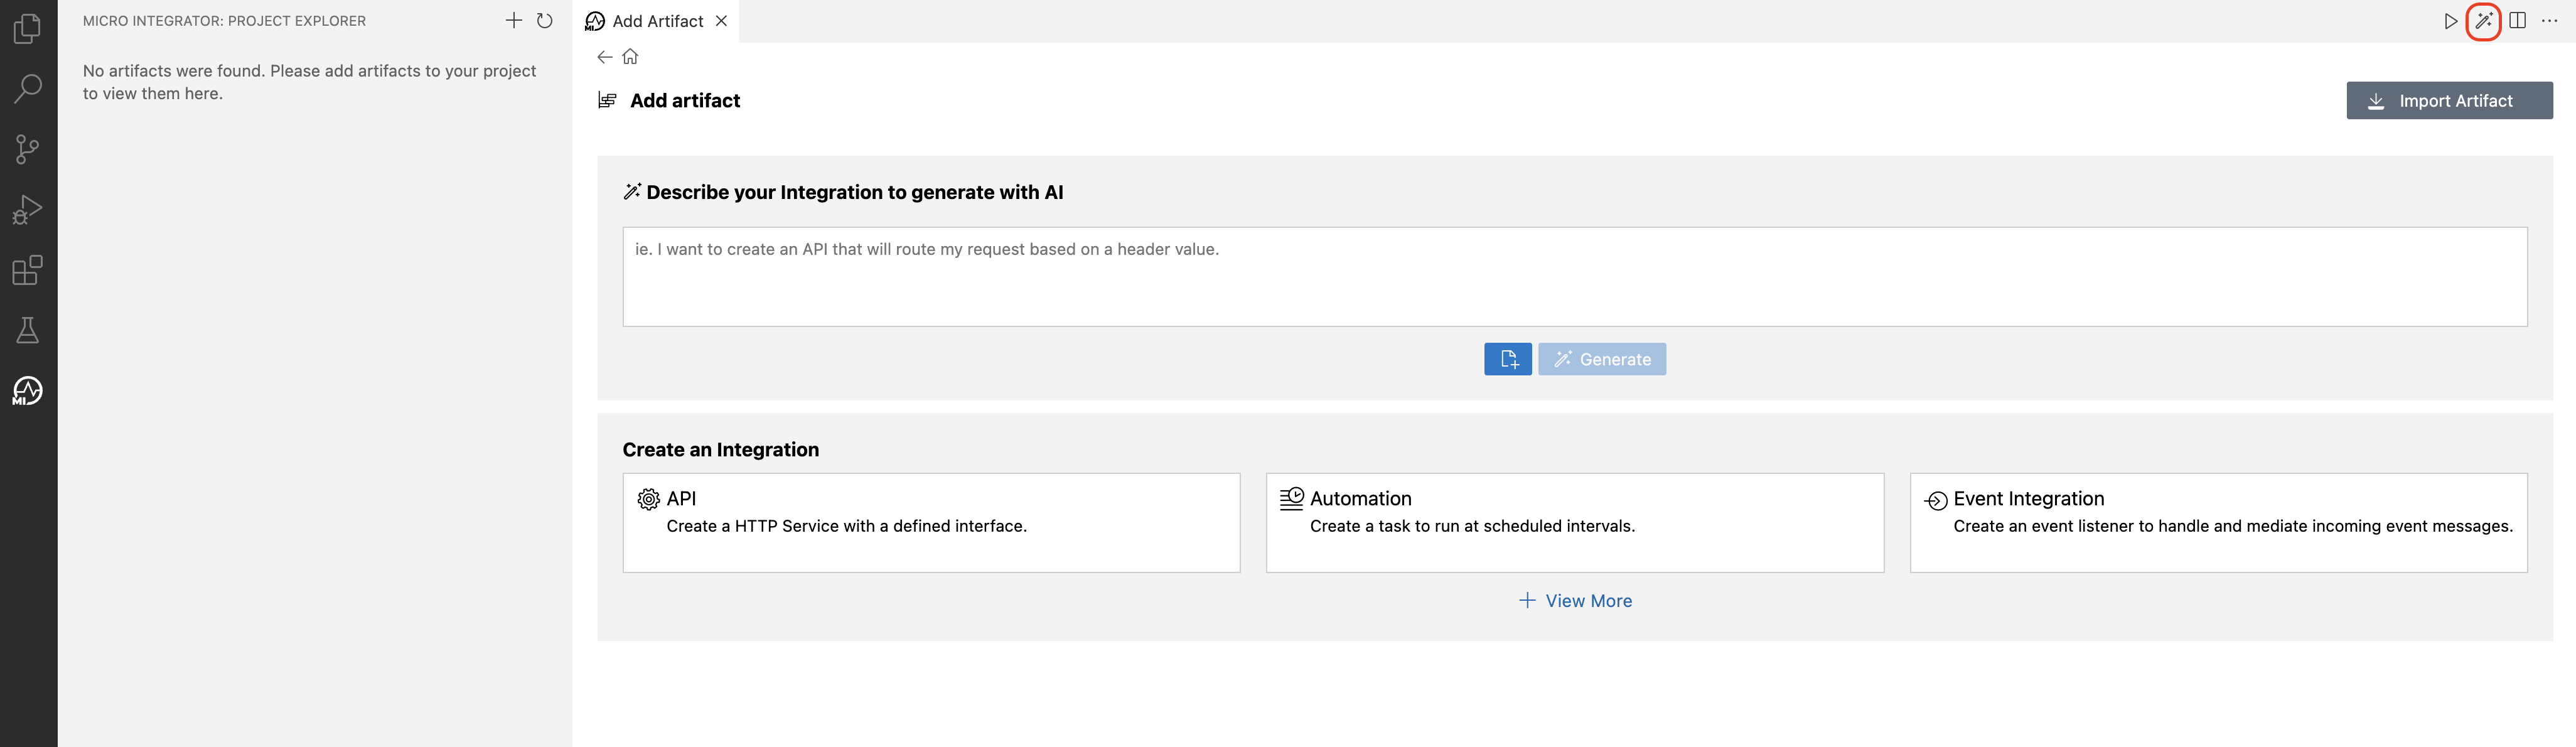 MICRO INTEGRATOR: PROJECT EXPLORER
No artifacts were found. Please add artifacts to your project
to view them here.
MI
MI Add Artifact
Add artifact
Import Artifact
Describe your Integration to generate with AI
ie. I want to create an API that will route my request based on a header value.
Generate
Create an Integration
API
Create a HTTP Service with a defined interface.
Automation
Create a task to run at scheduled intervals.
Event Integration
Create an event listener to handle and mediate incoming event messages.
View More